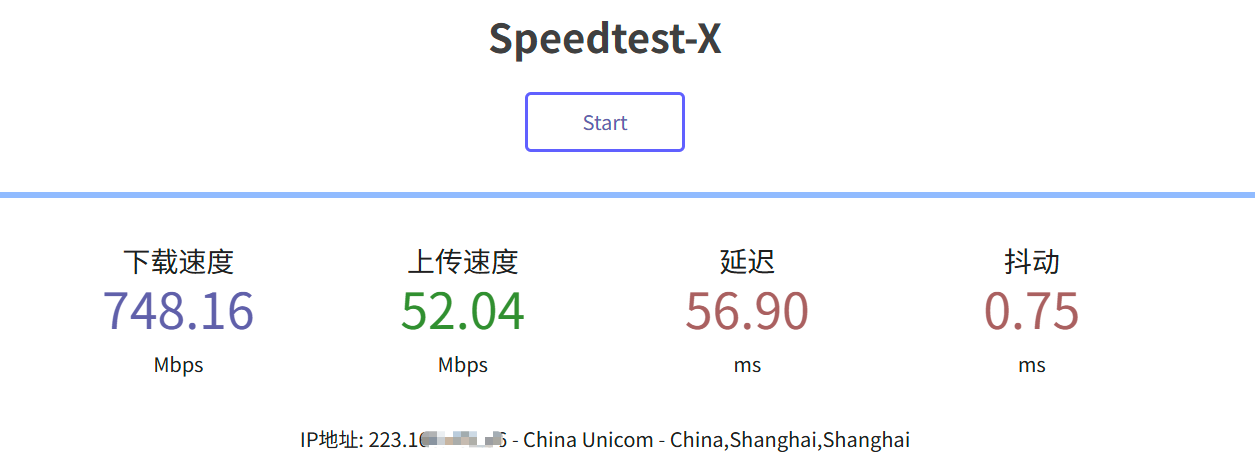 Speedtest-X
Start
下载速度 上传速度 延迟 抖动
748.16 52.04 56.90 0.75
Mbps Mbps ms ms
IP地址: 223.1 6 - China Unicom - China,Shanghai,Shanghai